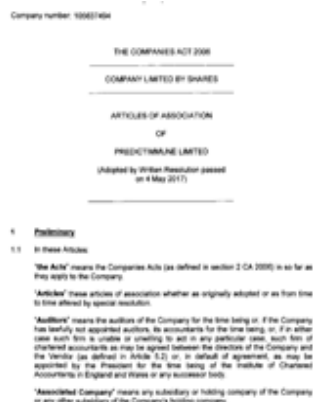 Company number:
THE COMPANIES ACT 2006
COMPANY LIMITED BY SHARES
ARTICLES OF ASSOCIATION
OF
PREDICTIMMUNE LIMITED
(Adopted by Written Resolution passed
on 4 May 2017)
1 Preliminary
1.1 In these Articles:
"the Acts" means the Companies Acts (as defined in section 2 CA 2006) in so far as
they apply to the Company.
"Articles" these articles of association whether as originally adopted or as from time
to time altered by special resolution.
"Auditors" means the auditors of the Company for the time being or, if the Company
has lawfully not appointed auditors, its accountants for the time being, or, if in either
case such firm is unable or unwilling to act in any particular case, such firm of
chartered accountants as may be agreed between the directors of the Company and
the Vendor (as defined in Article 5.2) or, in default of agreement, as may be
appointed by the President for the time being of the Institute of Chartered
Accountants in England and Wales or any successor body.
"Associated Company" means any subsidiary or holding company of the Company
or any other subsidiary of the Company's holding company.